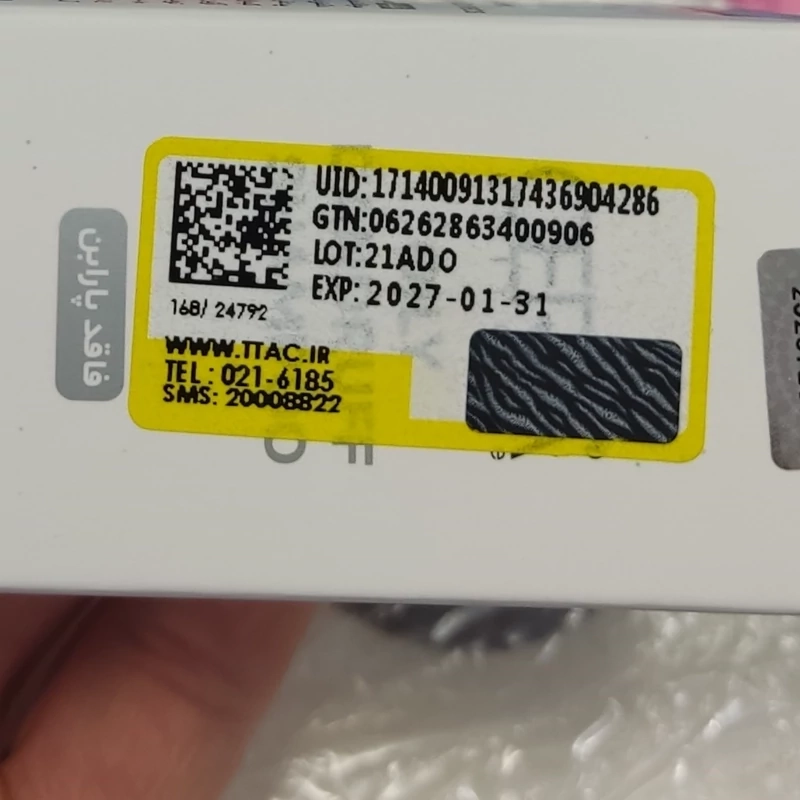 UID:17140091317436904286
GTN:06262863400906
LOT:21ADO
EXP:2027-01-31
168/ 24792
WWW.TTAC.IR
TEL : 021-6185
SMS: 20008822
فاقد پارابن